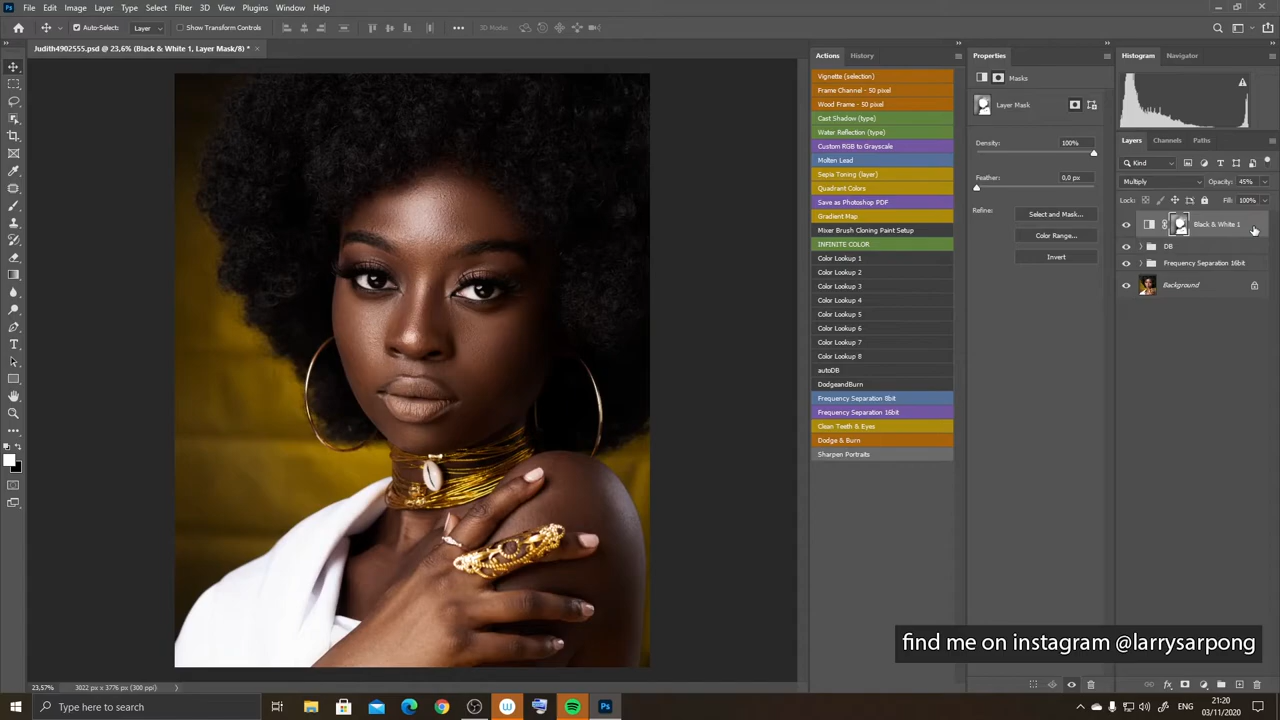 Ps File Edit Image Layer Type Select Filter 3D View Plugins Window Help
Auto-Select: Layer Show Transform Controls 3D Mode:
Judith4902555.psd @ 23,6% (Black & White 1, Layer Mask/8) *
Actions History
Vignette (selection)
Frame Channel - 50 pixel
Wood Frame - 50 pixel
Cast Shadow (type)
Water Reflection (type)
Custom RGB to Grayscale
Molten Lead
Sepia Toning (layer)
Quadrant Colors
Save as Photoshop PDF
Gradient Map
Mixer Brush Cloning Paint Setup
INFINITE COLOR
Color Lookup 1
Color Lookup 2
Color Lookup 3
Color Lookup 4
Color Lookup 5
Color Lookup 6
Color Lookup 7
Color Lookup 8
autoDB
DodgeandBurn
Frequency Separation 8bit
Frequency Separation 16bit
Clean Teeth & Eyes
Dodge & Burn
Sharpen Portraits
Properties
Masks
Layer Mask
Density: 100%
Feather: 0,0 px
Refine: Select and Mask...
Color Range...
Invert
Histogram Navigator
Layers Channels Paths
Kind
Multiply Opacity: 45%
Lock: Fill: 100%
Black & White 1
DB
Frequency Separation 16bit
Background
find me on instagram @larrysarpong
23,57% 3022 px x 3776 px (300 ppi)
Type here to search
21:20
03/11/2020